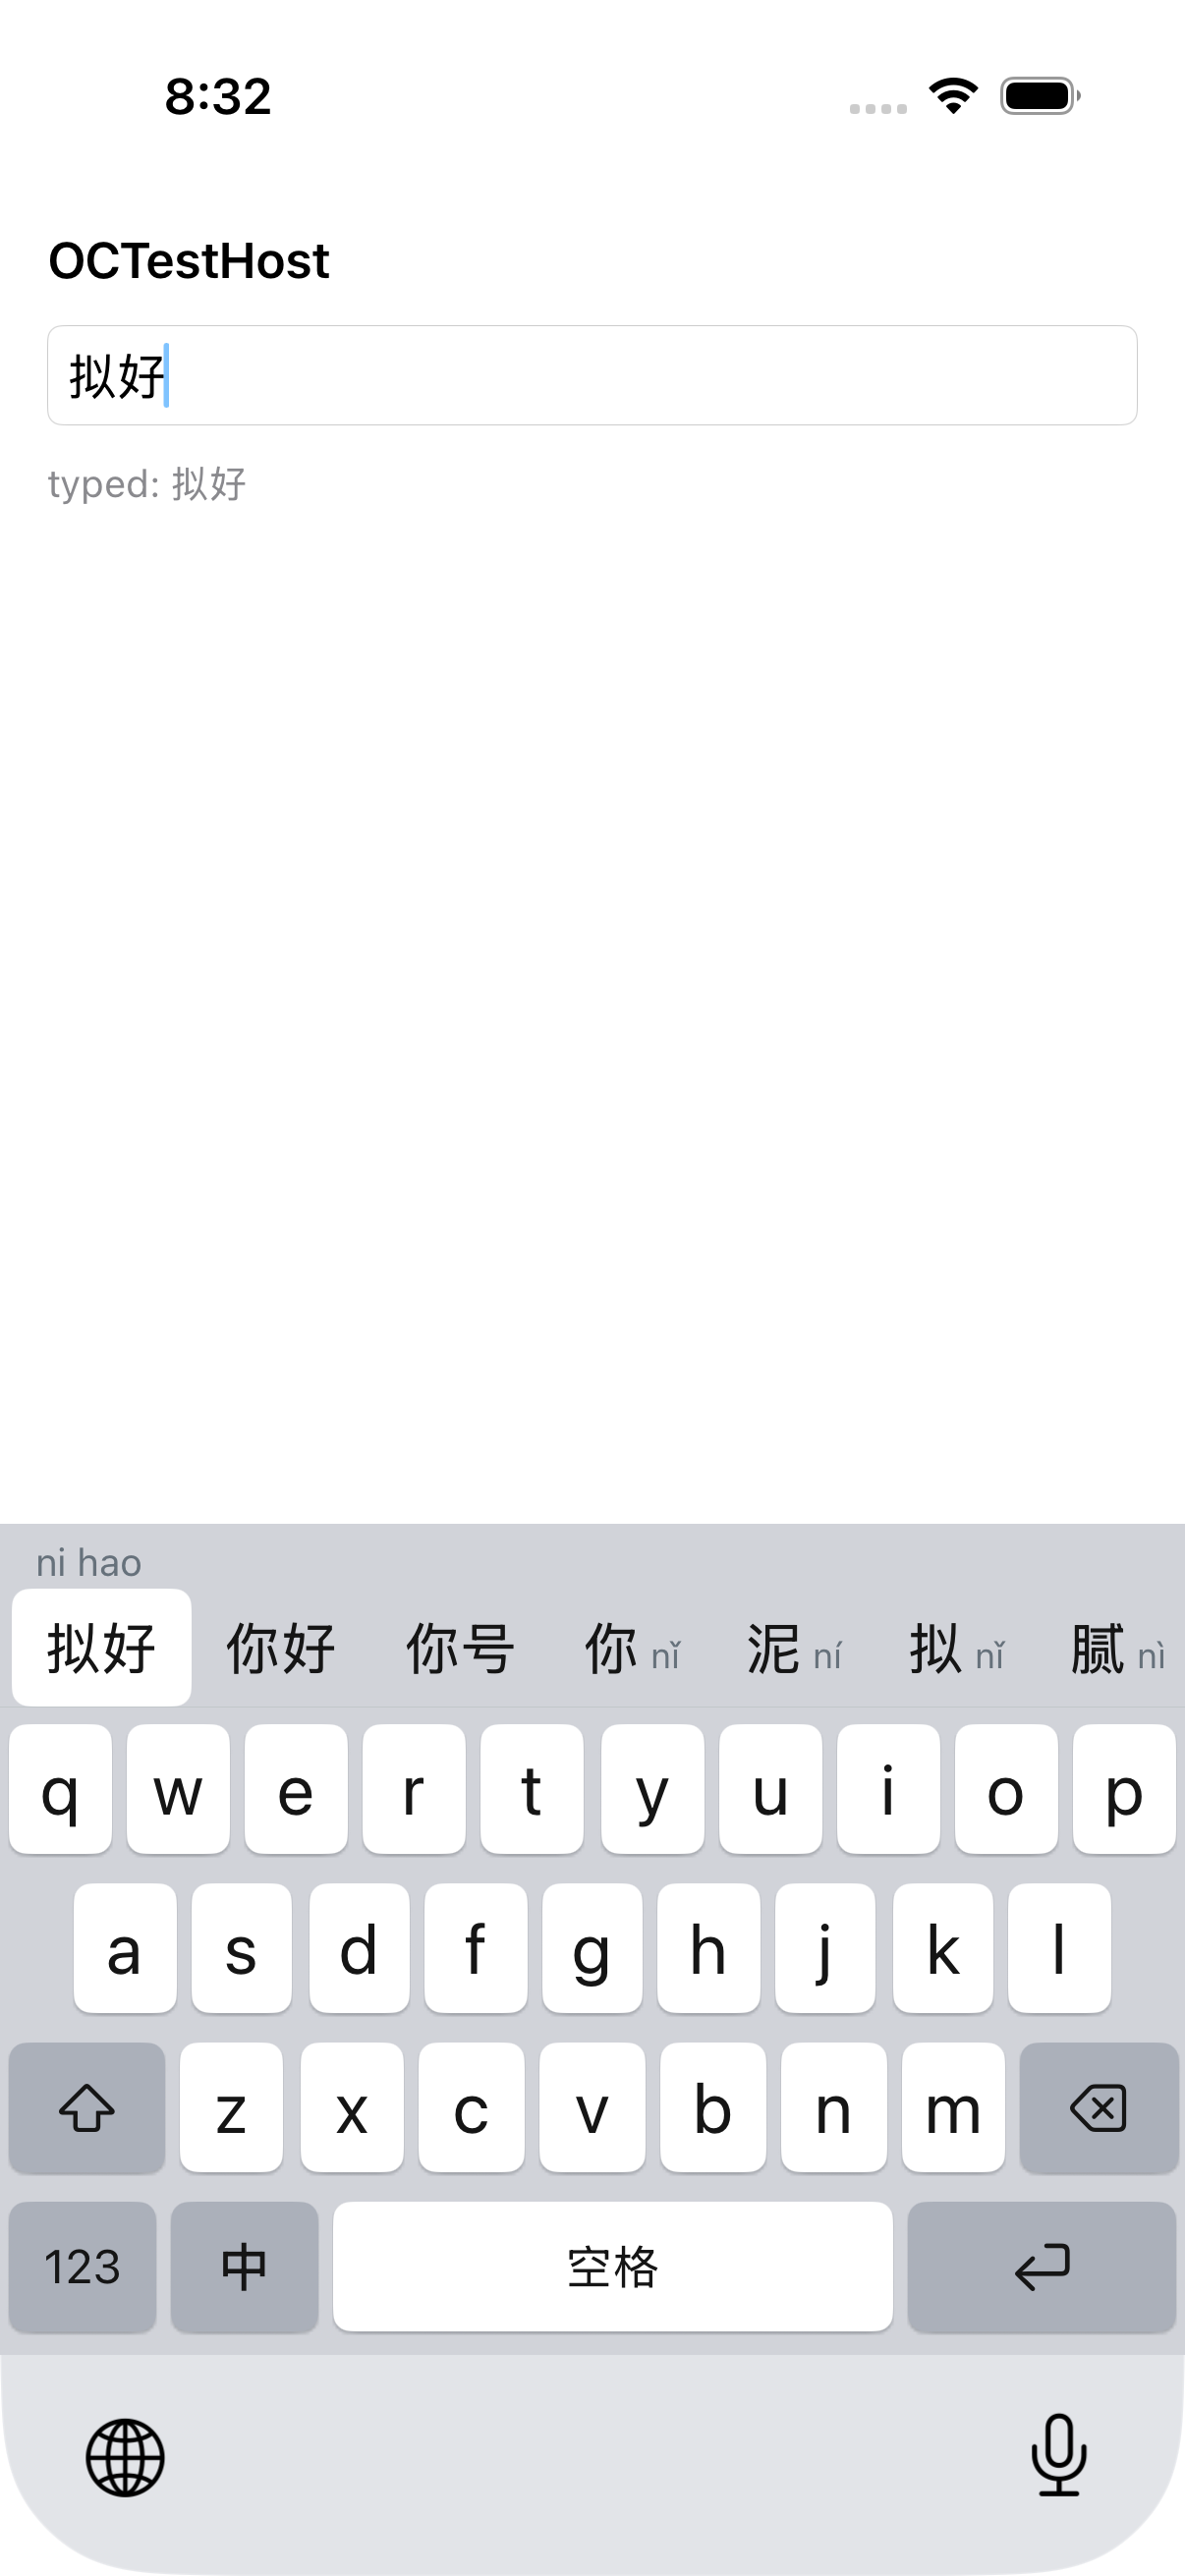 8:32
OCTestHost
拟好
typed: 拟好
ni hao
拟好 你好 你号 你 nǐ 泥 ní 拟 nǐ 腻 nì
q w e r t y u i o p
a s d f g h j k l
z x c v b n m
123 中 空格